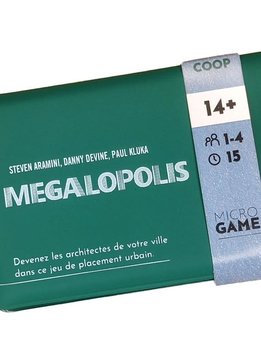 COOP
14+
1-4
15
MICRO
GAME
STEVEN ARAMINI, DANNY DEVINE, PAUL KLUKA
MEGALOPOLIS
Devenez les architectes de votre ville
dans ce jeu de placement urbain.